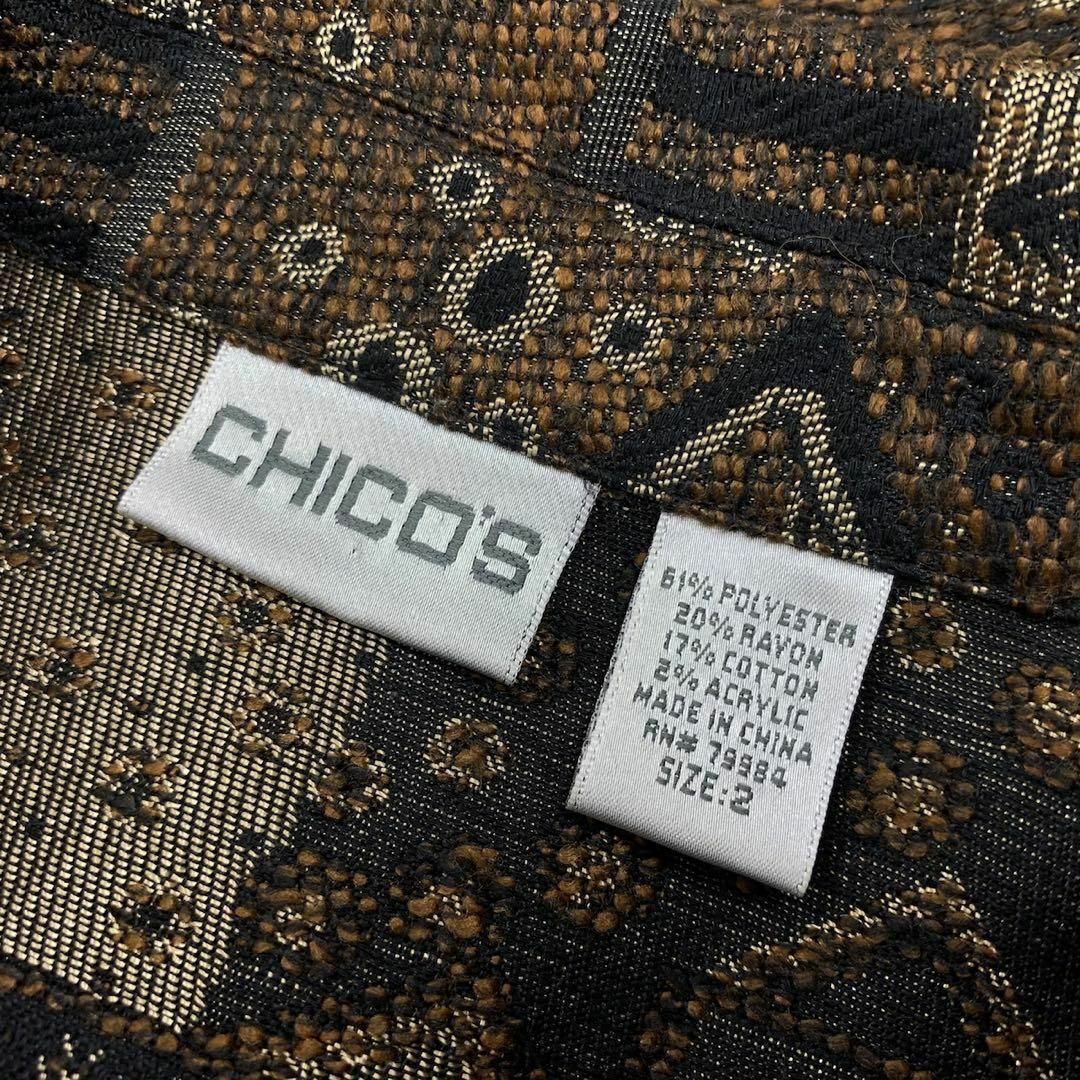 CHICO'S
61% POLYESTER
20% RAYON
17% COTTON
2% ACRYLIC
MADE IN CHINA
RN# 79984
SIZE: 2